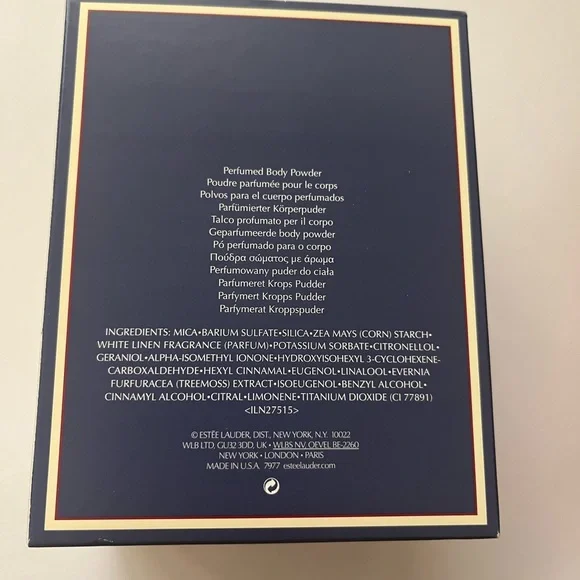 Perfumed Body Powder
Poudre parfumée pour le corps
Polvos para el cuerpo perfumados
Parfümierter Körperpuder
Talco profumato per il corpo
Geparfumeerde body powder
Pó perfumado para o corpo
Πούδρα σώματος με άρωμα
Perfumowany puder do ciała
Parfumeret Krops Pudder
Parfymert Kropps Pudder
Parfymerat Kroppspuder
INGREDIENTS: MICA•BARIUM SULFATE•SILICA•ZEA MAYS (CORN) STARCH•
WHITE LINEN FRAGRANCE (PARFUM)•POTASSIUM SORBATE•CITRONELLOL•
GERANIOL•ALPHA-ISOMETHYL IONONE•HYDROXYISOHEXYL 3-CYCLOHEXENE-
CARBOXALDEHYDE•HEXYL CINNAMAL•EUGENOL•LINALOOL•EVERNIA
FURFURACEA (TREEMOSS) EXTRACT•ISOEUGENOL•BENZYL ALCOHOL•
CINNAMYL ALCOHOL•CITRAL•LIMONENE•TITANIUM DIOXIDE (CI 77891)
<ILN27515>
© ESTĒE LAUDER, DIST., NEW YORK, N.Y. 10022
WLB LTD, GU32 3DD, UK • WLBS NV, OEVEL BE-2260
NEW YORK • LONDON • PARIS
MADE IN U.S.A. 7977 esteelauder.com